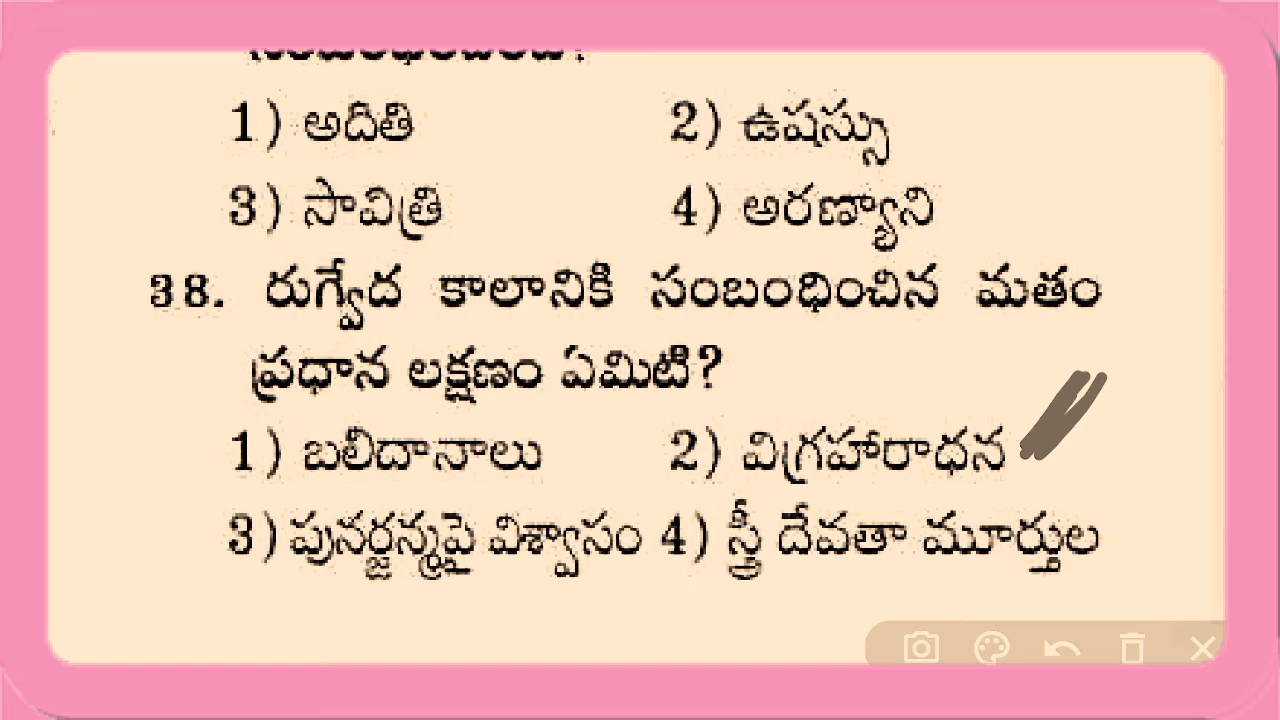 1) అదితి 2) ఉషస్సు
3) సావిత్రి 4) అరణ్యాని
38. రుగ్వేద కాలానికి సంబంధించిన మతం
ప్రధాన లక్షణం ఏమిటి?
1) బలిదానాలు 2) విగ్రహారాధన
3) పునర్జన్మపై విశ్వాసం 4) స్త్రీ దేవతా మూర్తుల